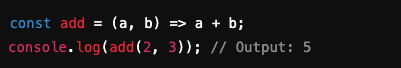 const add = (a, b) => a + b;
console.log(add(2, 3)); // Output: 5